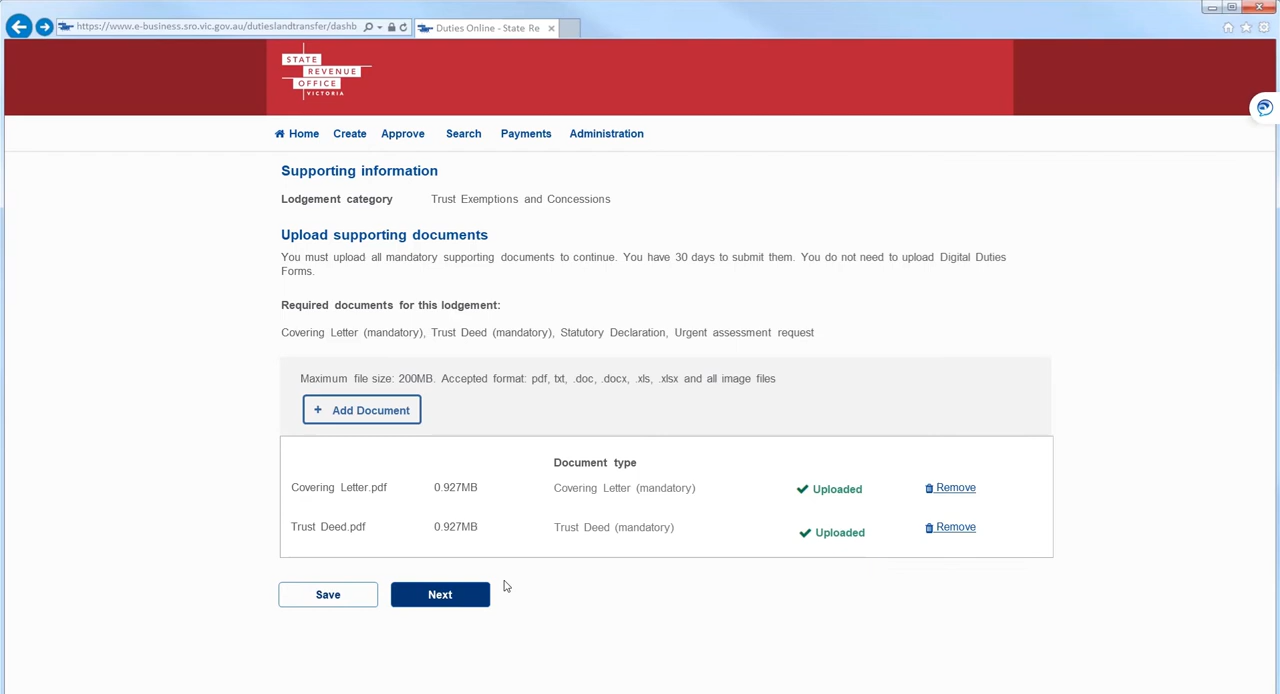 https://www.e-business.sro.vic.gov.au/dutieslandtransfer/dashb
Duties Online - State Re
STATE
REVENUE
OFFICE
VICTORIA
Home Create Approve Search Payments Administration
Supporting information
Lodgement category Trust Exemptions and Concessions
Upload supporting documents
You must upload all mandatory supporting documents to continue. You have 30 days to submit them. You do not need to upload Digital Duties
Forms.
Required documents for this lodgement:
Covering Letter (mandatory), Trust Deed (mandatory), Statutory Declaration, Urgent assessment request
Maximum file size: 200MB. Accepted format: pdf, txt, .doc, .docx, .xls, .xlsx and all image files
+ Add Document
Document type
Covering Letter.pdf 0.927MB Covering Letter (mandatory) Uploaded Remove
Trust Deed.pdf 0.927MB Trust Deed (mandatory) Uploaded Remove
Save Next